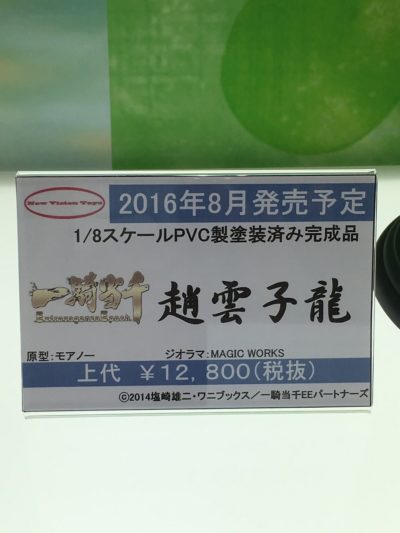 New Vision Toys
2016年8月発売予定
1/8スケールPVC製塗装済み完成品
一騎当千
Extravaganza Epoch
趙雲子龍
原型:モアノー
ジオラマ:MAGIC WORKS
上代 ¥12,800(税抜)
©2014塩崎雄二・ワニブックス/一騎当千EEパートナーズ